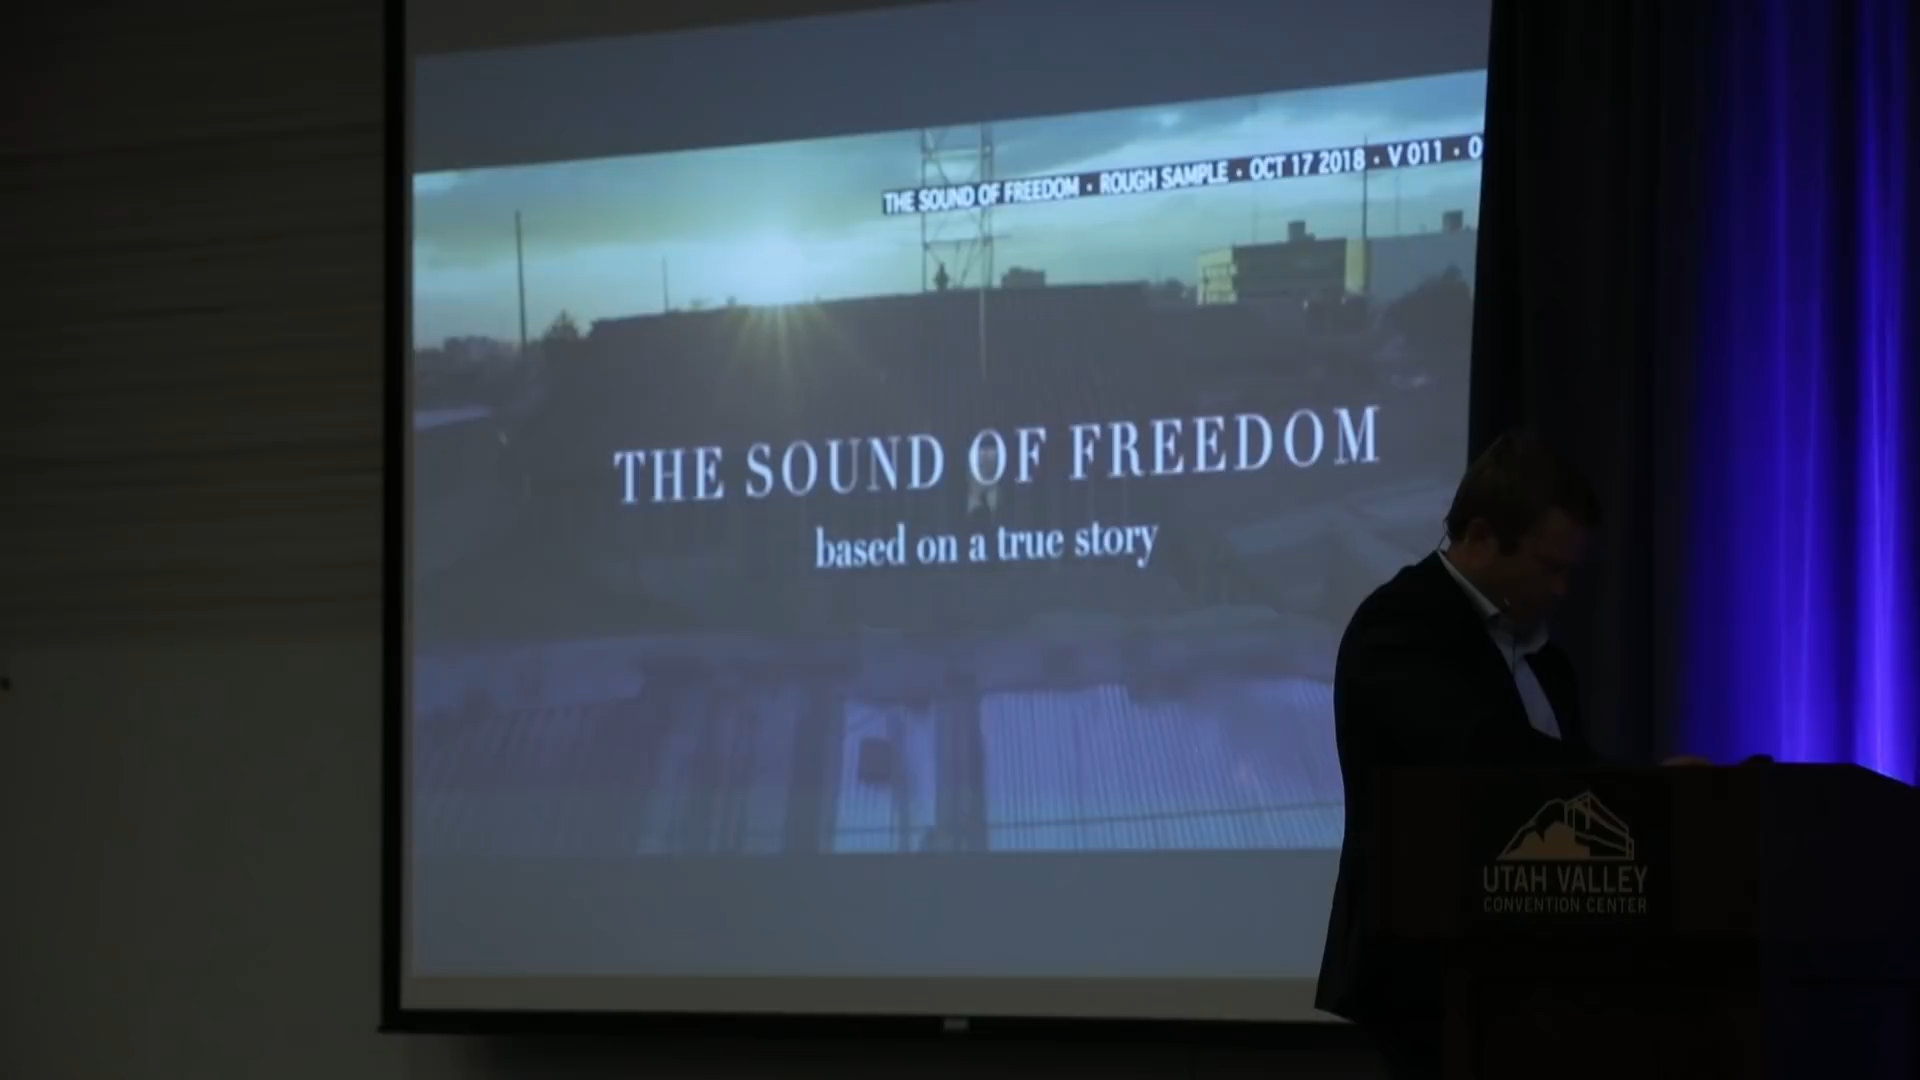 THE SOUND OF FREEDOM · ROUGH SAMPLE · OCT 17 2018 · V 011 ·
THE SOUND OF FREEDOM
based on a true story
UTAH VALLEY
CONVENTION CENTER